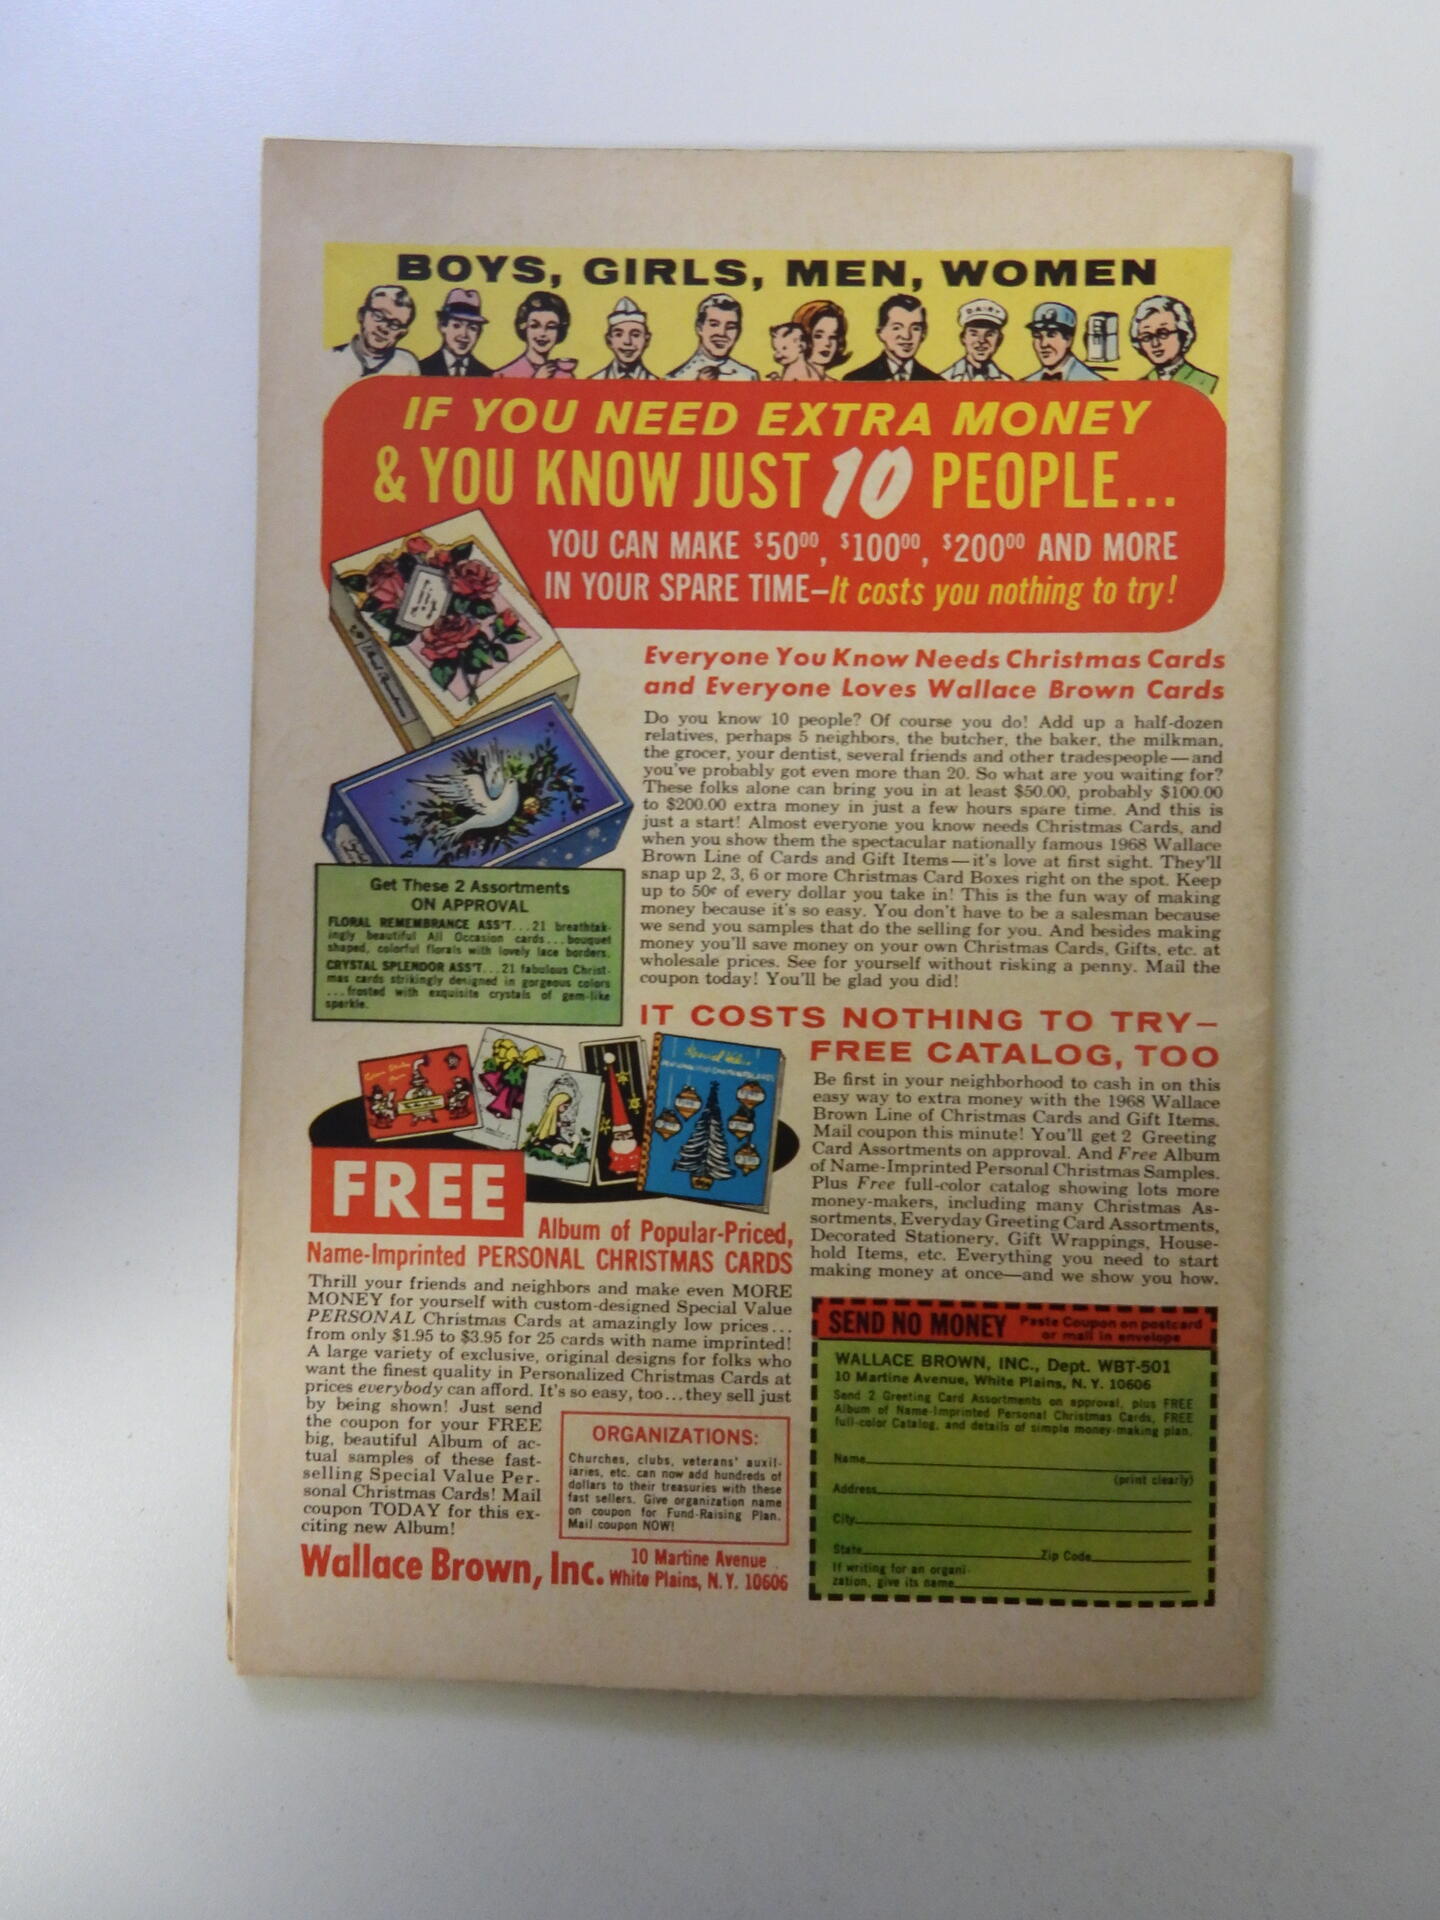 BOYS, GIRLS, MEN, WOMEN
DAIRY
IF YOU NEED EXTRA MONEY
& YOU KNOW JUST 10 PEOPLE...
YOU CAN MAKE $50⁰⁰, $100⁰⁰, $200⁰⁰ AND MORE
IN YOUR SPARE TIME—It costs you nothing to try!
Everyone You Know Needs Christmas Cards
and Everyone Loves Wallace Brown Cards
Do you know 10 people? Of course you do! Add up a half-dozen
relatives, perhaps 5 neighbors, the butcher, the baker, the milkman,
the grocer, your dentist, several friends and other tradespeople—and
you've probably got even more than 20. So what are you waiting for?
These folks alone can bring you in at least $50.00, probably $100.00
to $200.00 extra money in just a few hours spare time. And this is
just a start! Almost everyone you know needs Christmas Cards, and
when you show them the spectacular nationally famous 1968 Wallace
Brown Line of Cards and Gift Items—it's love at first sight. They'll
snap up 2, 3, 6 or more Christmas Card Boxes right on the spot. Keep
up to 50¢ of every dollar you take in! This is the fun way of making
money because it's so easy. You don't have to be a salesman because
we send you samples that do the selling for you. And besides making
money you'll save money on your own Christmas Cards, Gifts, etc. at
wholesale prices. See for yourself without risking a penny. Mail the
coupon today! You'll be glad you did!
Get These 2 Assortments
ON APPROVAL
FLORAL REMEMBRANCE ASS'T...21 breathtak-
ingly beautiful All Occasion cards...bouquet
shaped, colorful florals with lovely lace borders.
CRYSTAL SPLENDOR ASS'T...21 fabulous Christ-
mas cards strikingly designed in gorgeous colors
...frosted with exquisite crystals of gem-like
sparkle.
IT COSTS NOTHING TO TRY—
FREE CATALOG, TOO
Be first in your neighborhood to cash in on this
easy way to extra money with the 1968 Wallace
Brown Line of Christmas Cards and Gift Items.
Mail coupon this minute! You'll get 2 Greeting
Card Assortments on approval. And Free Album
of Name-Imprinted Personal Christmas Samples.
Plus Free full-color catalog showing lots more
money-makers, including many Christmas As-
sortments, Everyday Greeting Card Assortments,
Decorated Stationery, Gift Wrappings, House-
hold Items, etc. Everything you need to start
making money at once—and we show you how.
Special Value
PERSONALIZED CHRISTMAS CARDS
FREE
Album of Popular-Priced,
Name-Imprinted PERSONAL CHRISTMAS CARDS
Thrill your friends and neighbors and make even MORE
MONEY for yourself with custom-designed Special Value
PERSONAL Christmas Cards at amazingly low prices...
from only $1.95 to $3.95 for 25 cards with name imprinted!
A large variety of exclusive, original designs for folks who
want the finest quality in Personalized Christmas Cards at
prices everybody can afford. It's so easy, too...they sell just
by being shown! Just send
the coupon for your FREE
big, beautiful Album of ac-
tual samples of these fast-
selling Special Value Per-
sonal Christmas Cards! Mail
coupon TODAY for this ex-
citing new Album!
ORGANIZATIONS:
Churches, clubs, veterans' auxil-
iaries, etc. can now add hundreds of
dollars to their treasuries with these
fast sellers. Give organization name
on coupon for Fund-Raising Plan.
Mail coupon NOW!
Wallace Brown, Inc. 10 Martine Avenue
White Plains, N.Y. 10606
SEND NO MONEY Paste Coupon on postcard
or mail in envelope
WALLACE BROWN, INC., Dept. WBT-501
10 Martine Avenue, White Plains, N. Y. 10606
Send 2 Greeting Card Assortments on approval, plus FREE
Album of Name-Imprinted Personal Christmas Cards, FREE
full-color Catalog, and details of simple money-making plan.
Name
(print clearly)
Address
City
State Zip Code
If writing for an organi-
zation, give its name